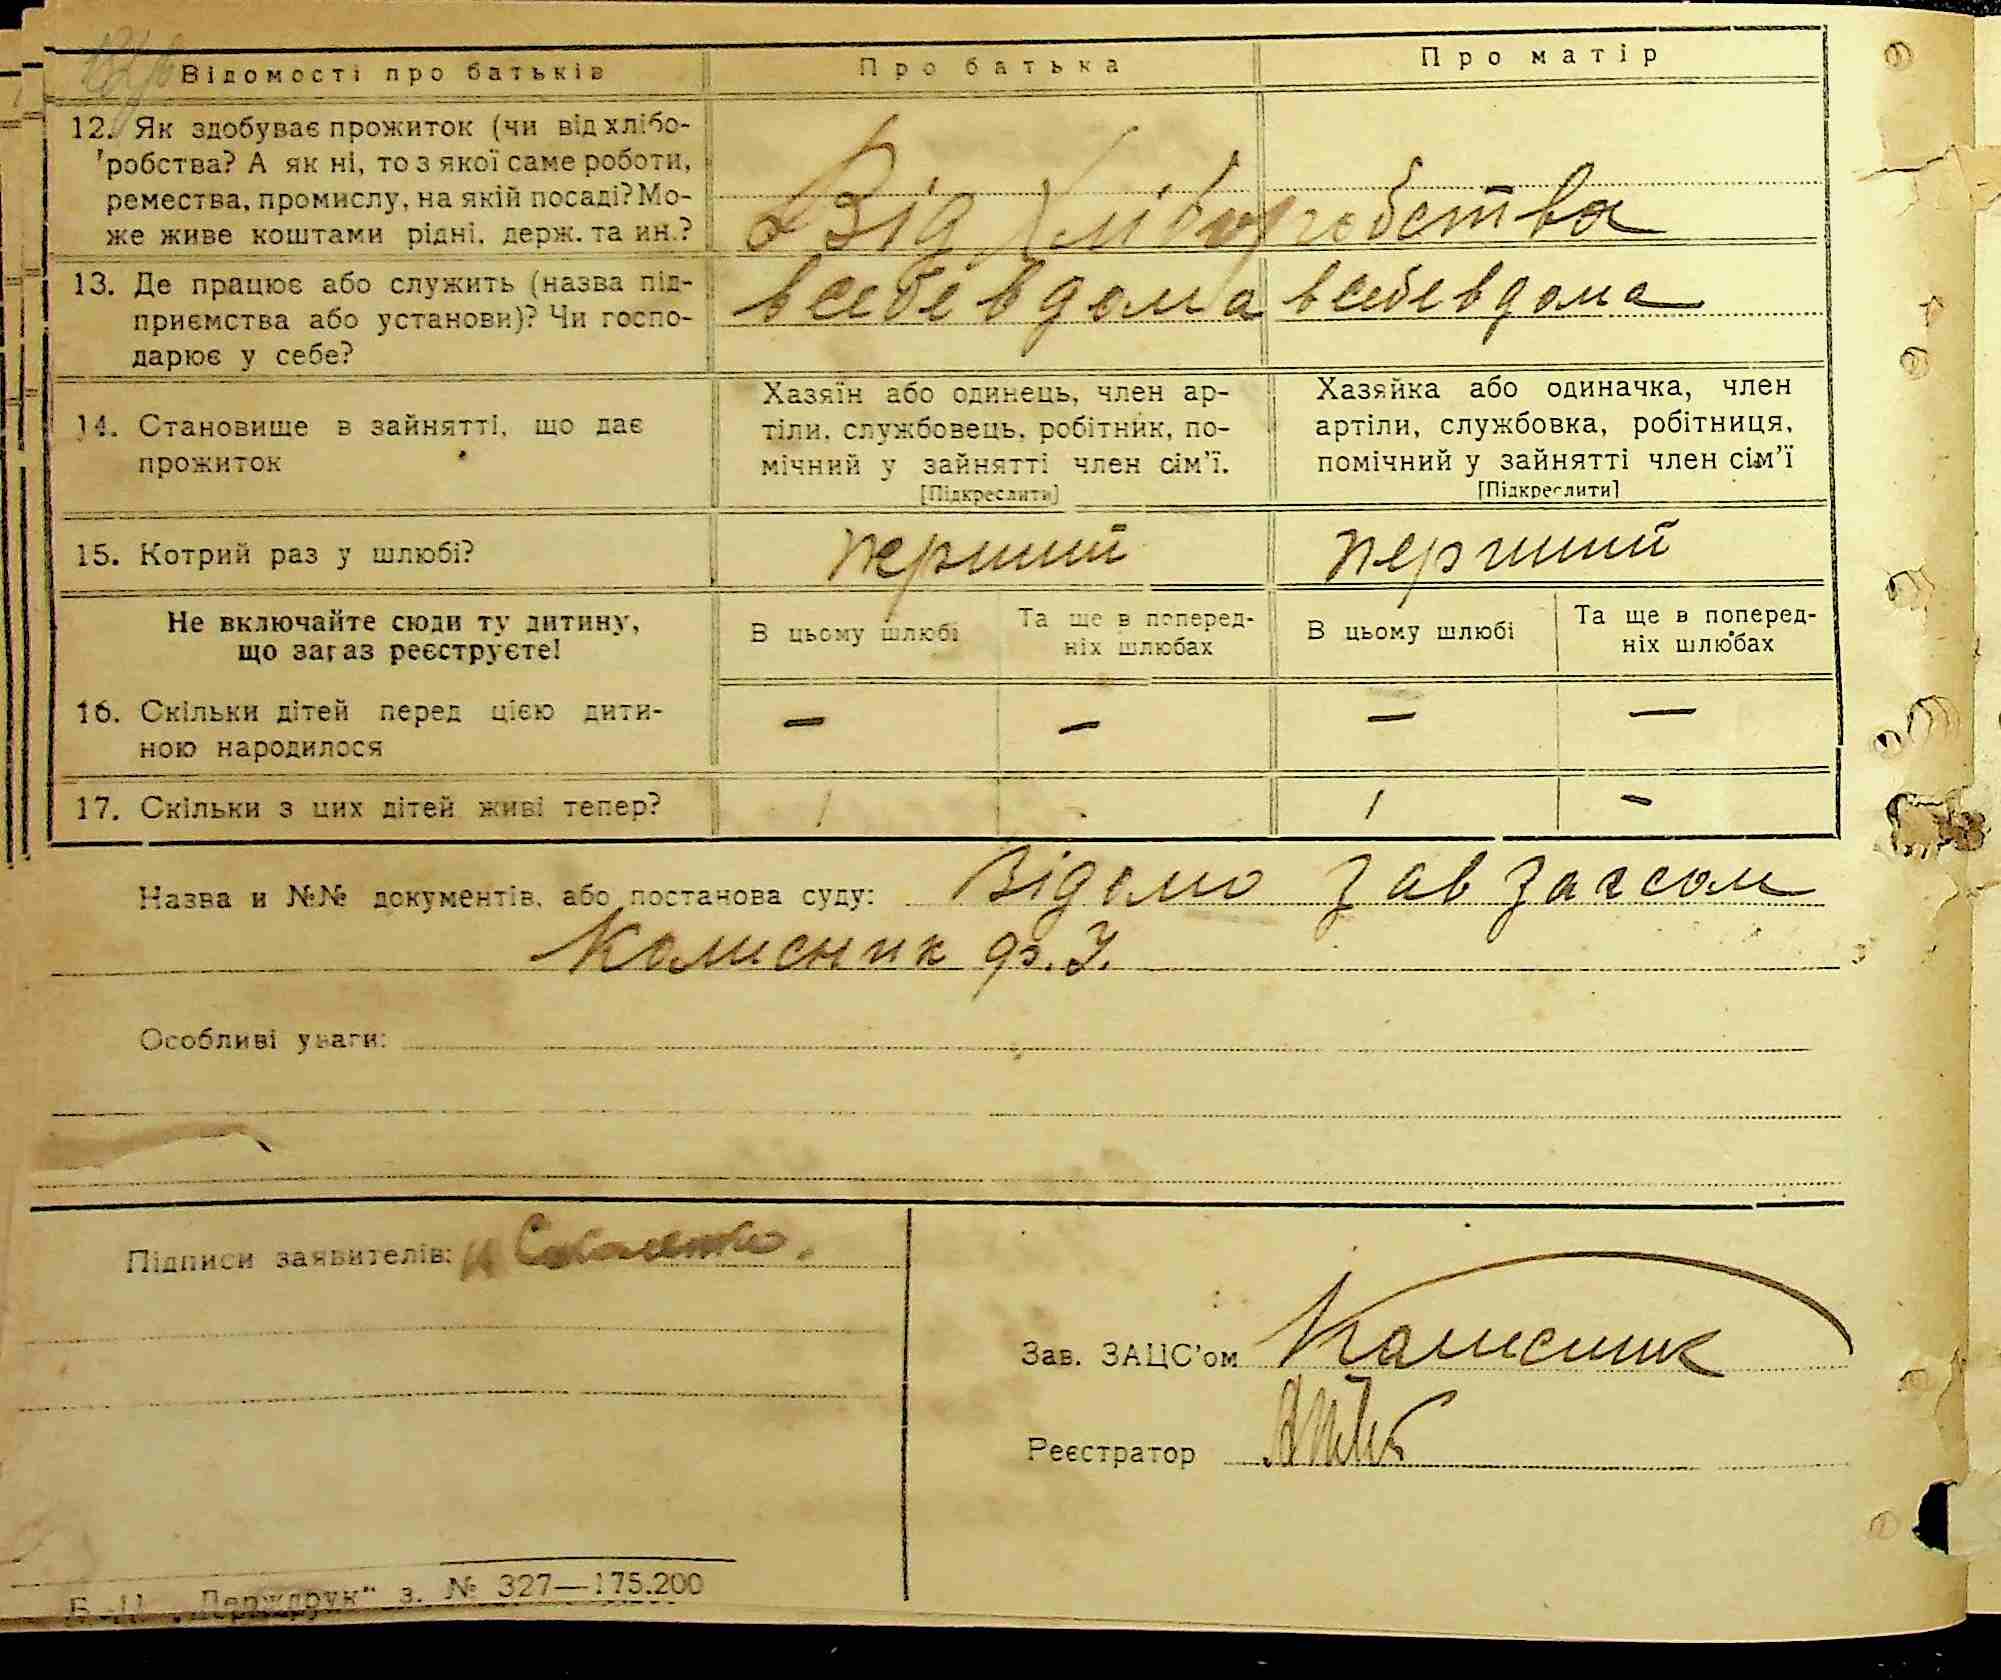 Відомості про батьків Про батька Про матір
12. Як здобуває прожиток (чи від хлібо-
робства? А як ні, то з якої саме роботи,
ремества, промислу, на якій посаді? Мо-
же живе коштами рідні, держ. та ин.?
Від хліборобства
13. Де працює або служить (назва під-
приємства або установи)? Чи госпо-
дарює у себе?
в себе вдома в себе вдома
14. Становище в зайнятті, що дає
прожиток
Хазяїн або одинець, член ар-
тіли, службовець, робітник, по-
мічний у зайнятті член сім'ї.
[Підкреслити]
Хазяйка або одиначка, член
артіли, службовка, робітниця,
помічний у зайнятті член сім'ї
[Підкреслити]
15. Котрий раз у шлюбі? перший перший
Не включайте сюди ту дитину,
що зараз реєструєте!
В цьому шлюбі
Та ще в поперед-
ніх шлюбах
В цьому шлюбі
Та ще в поперед-
ніх шлюбах
16. Скільки дітей перед цією дити-
ною народилося
— — — —
17. Скільки з цих дітей живі тепер? / - / -
Назва и №№ документів, або постанова суду: Відомо зав загсом
Колисник
Особливі уваги:
Підписи заявителів:
Зав. ЗАЦС'ом Колисник
Реєстратор
"Держдрук" з. № 327—175.200